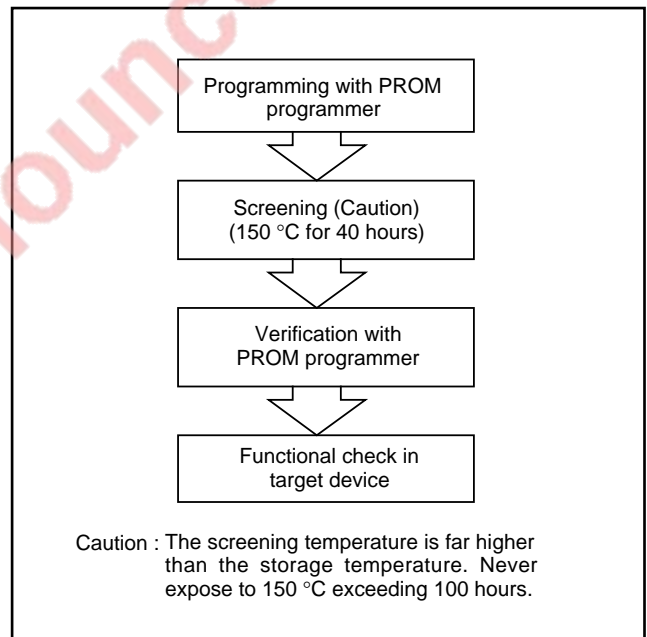 Programming with PROM
programmer
Screening (Caution)
(150 °C for 40 hours)
Verification with
PROM programmer
Functional check in
target device
Caution : The screening temperature is far higher
than the storage temperature. Never
expose to 150 °C exceeding 100 hours.